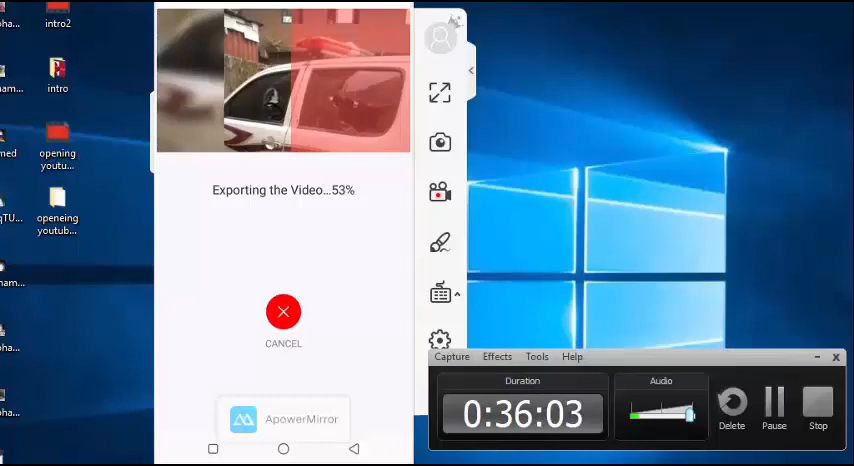 intro2
intro
opening
youtu...
openeing
youtub...
Exporting the Video...53%
CANCEL
ApowerMirror
Capture Effects Tools Help
Duration
Audio
0:36:03
Delete
Pause
Stop